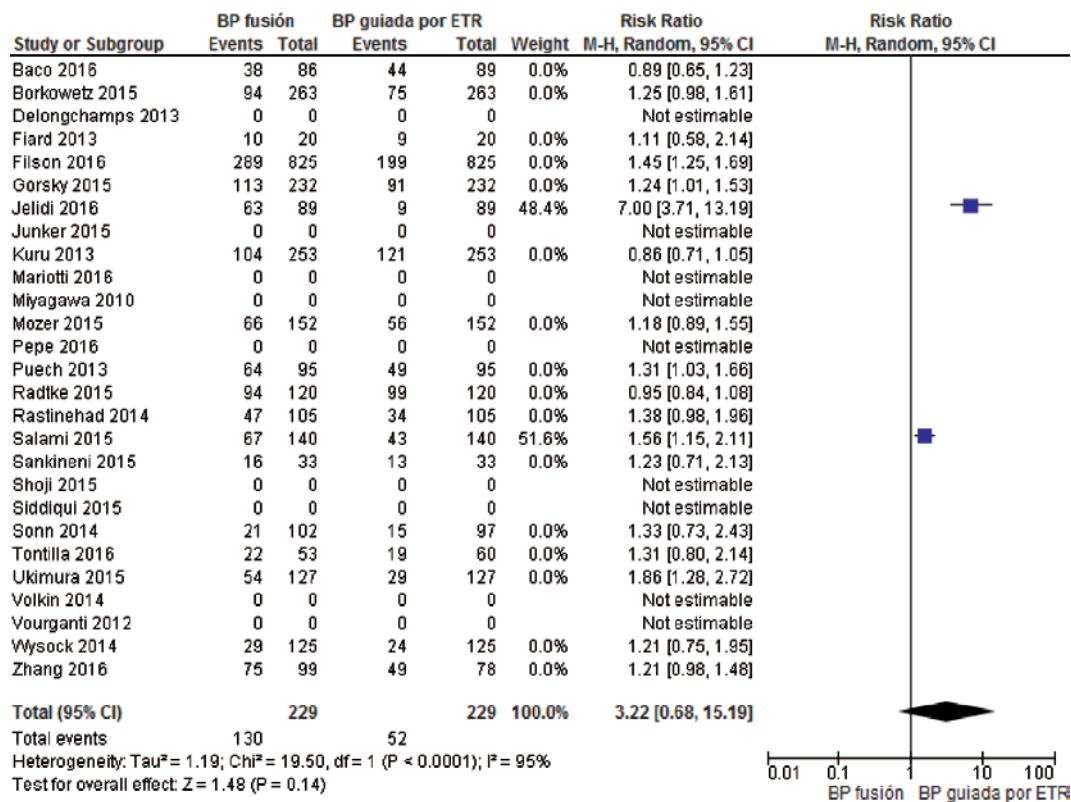 BP fusión BP guiada por ETR Risk Ratio Risk Ratio
Study or Subgroup Events Total Events Total Weight M-H, Random, 95% CI M-H, Random, 95% CI
Baco 2016 38 86 44 89 0.0% 0.89 [0.65, 1.23]
Borkowetz 2015 94 263 75 263 0.0% 1.25 [0.98, 1.61]
Delongchamps 2013 0 0 0 0 Not estimable
Fiard 2013 10 20 9 20 0.0% 1.11 [0.58, 2.14]
Filson 2016 289 825 199 825 0.0% 1.45 [1.25, 1.69]
Gorsky 2015 113 232 91 232 0.0% 1.24 [1.01, 1.53]
Jelidi 2016 63 89 9 89 48.4% 7.00 [3.71, 13.19]
Junker 2015 0 0 0 0 Not estimable
Kuru 2013 104 253 121 253 0.0% 0.86 [0.71, 1.05]
Mariotti 2016 0 0 0 0 Not estimable
Miyagawa 2010 0 0 0 0 Not estimable
Mozer 2015 66 152 56 152 0.0% 1.18 [0.89, 1.55]
Pepe 2016 0 0 0 0 Not estimable
Puech 2013 64 95 49 95 0.0% 1.31 [1.03, 1.66]
Radtke 2015 94 120 99 120 0.0% 0.95 [0.84, 1.08]
Rastinehad 2014 47 105 34 105 0.0% 1.38 [0.98, 1.96]
Salami 2015 67 140 43 140 51.6% 1.56 [1.15, 2.11]
Sankineni 2015 16 33 13 33 0.0% 1.23 [0.71, 2.13]
Shoji 2015 0 0 0 0 Not estimable
Siddiqui 2015 0 0 0 0 Not estimable
Sonn 2014 21 102 15 97 0.0% 1.33 [0.73, 2.43]
Tontilla 2016 22 53 19 60 0.0% 1.31 [0.80, 2.14]
Ukimura 2015 54 127 29 127 0.0% 1.86 [1.28, 2.72]
Volkin 2014 0 0 0 0 Not estimable
Vourganti 2012 0 0 0 0 Not estimable
Wysock 2014 29 125 24 125 0.0% 1.21 [0.75, 1.95]
Zhang 2016 75 99 49 78 0.0% 1.21 [0.98, 1.48]
Total (95% CI) 229 229 100.0% 3.22 [0.68, 15.19]
Total events 130 52
Heterogeneity: Tau² = 1.19; Chi² = 19.50, df = 1 (P < 0.0001); I² = 95%
Test for overall effect: Z = 1.48 (P = 0.14)
0.01 0.1 1 10 100
BP fusión BP guiada por ETR